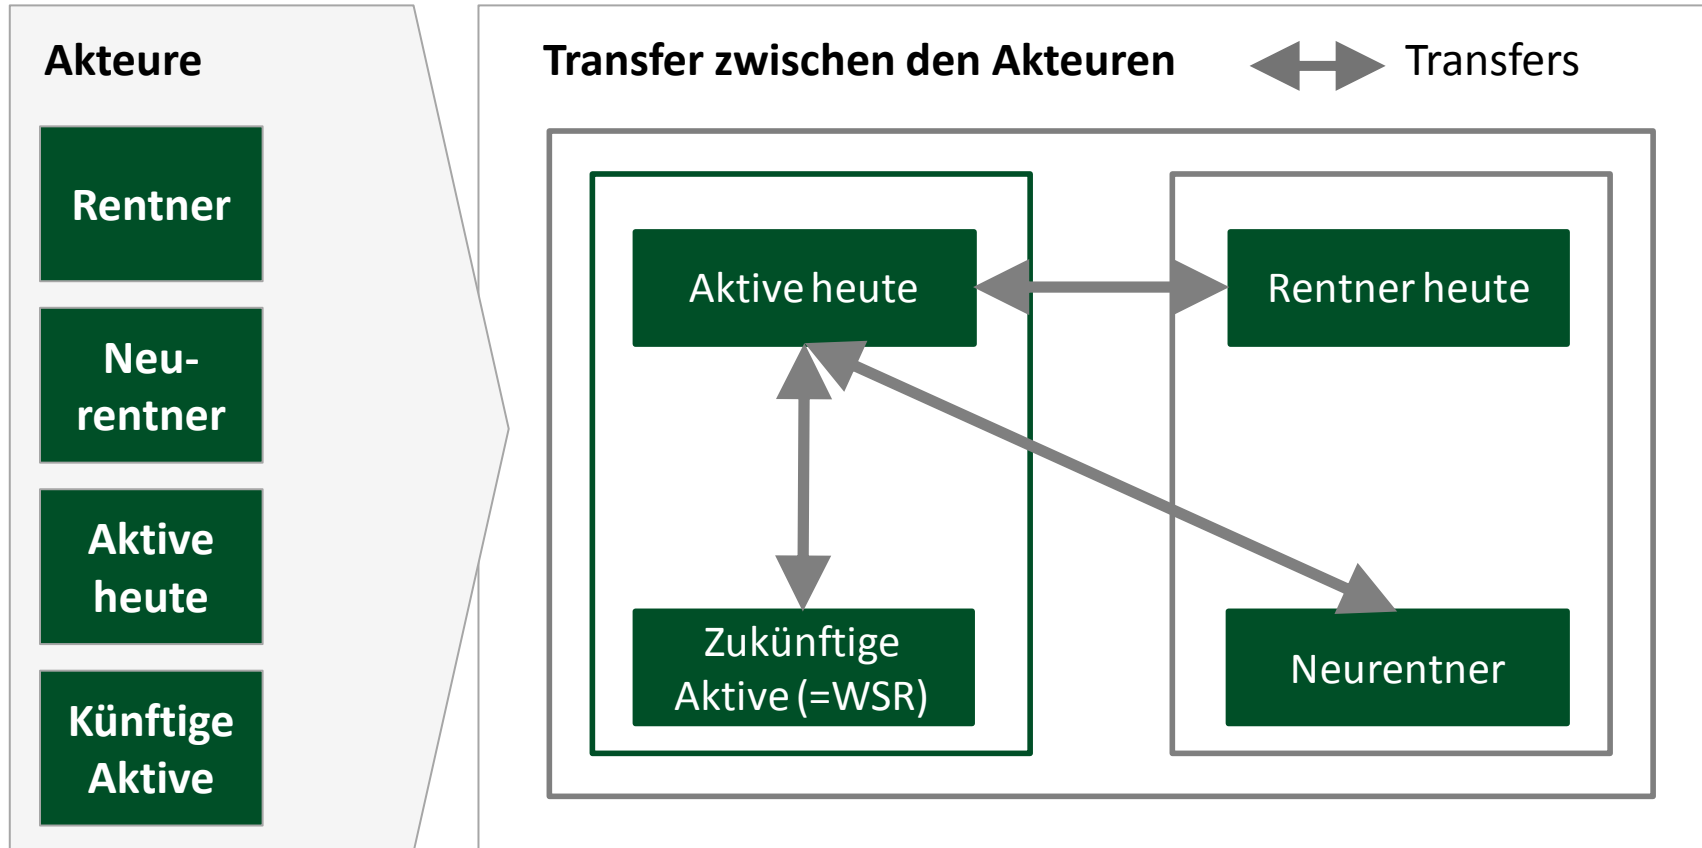 Akteure
Rentner
Neu-
rentner
Aktive
heute
Künftige
Aktive
Transfer zwischen den Akteuren
Transfers
Aktive heute
Rentner heute
Zukünftige
Aktive (=WSR)
Neurentner